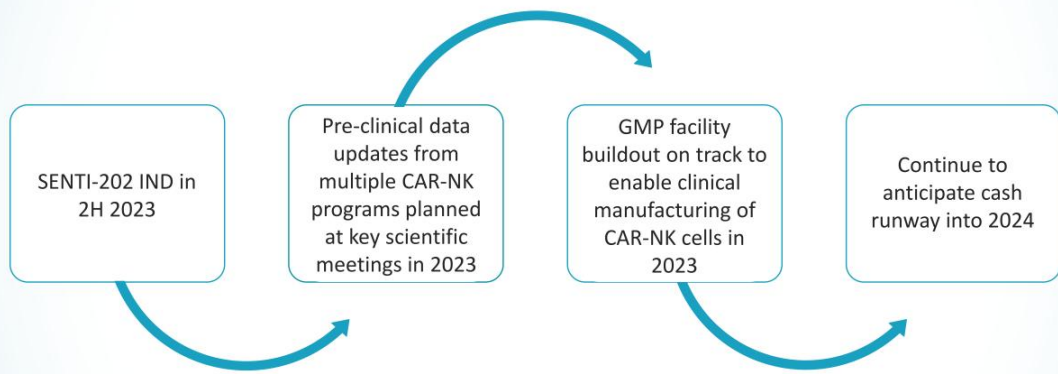 SENTI-202 IND in
2H 2023
Pre-clinical data
updates from
multiple CAR-NK
programs planned
at key scientific
meetings in 2023
GMP facility
buildout on track to
enable clinical
manufacturing of
CAR-NK cells in
2023
Continue to
anticipate cash
runway into 2024